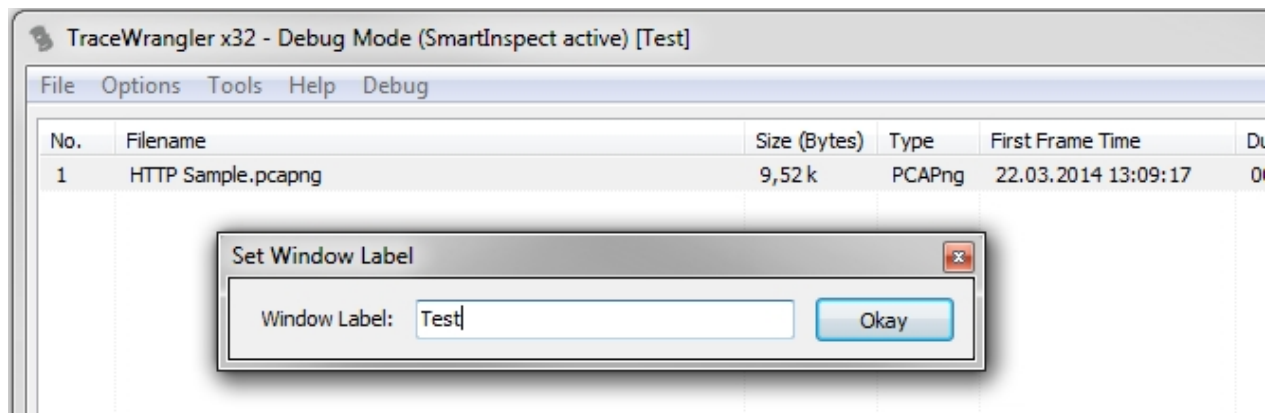 TraceWrangler x32 - Debug Mode (SmartInspect active) [Test]
File Options Tools Help Debug
No. Filename Size (Bytes) Type First Frame Time
1 HTTP Sample.pcapng 9,52 k PCAPng 22.03.2014 13:09:17
Set Window Label
Window Label: Test Okay